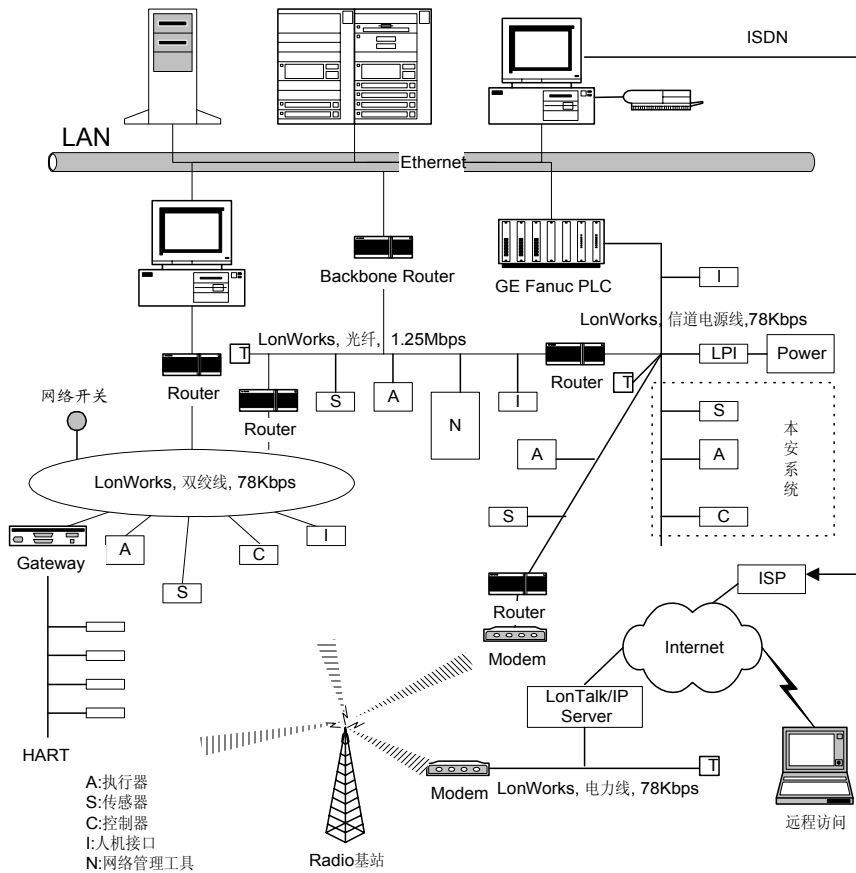 ISDN
LAN
Ethernet
Backbone Router
GE Fanuc PLC
I
LonWorks, 光纤, 1.25Mbps
LonWorks, 信道电源线,78Kbps
T
LPI
Power
Router
Router
T
网络开关
Router
S
A
N
I
S
A
C
本安系统
A
S
LonWorks, 双绞线, 78Kbps
Gateway
A
S
C
I
ISP
Router
Internet
Modem
LonTalk/IP
Server
HART
T
Modem
LonWorks, 电力线, 78Kbps
A:执行器
S:传感器
C:控制器
I:人机接口
N:网络管理工具
Radio基站
远程访问